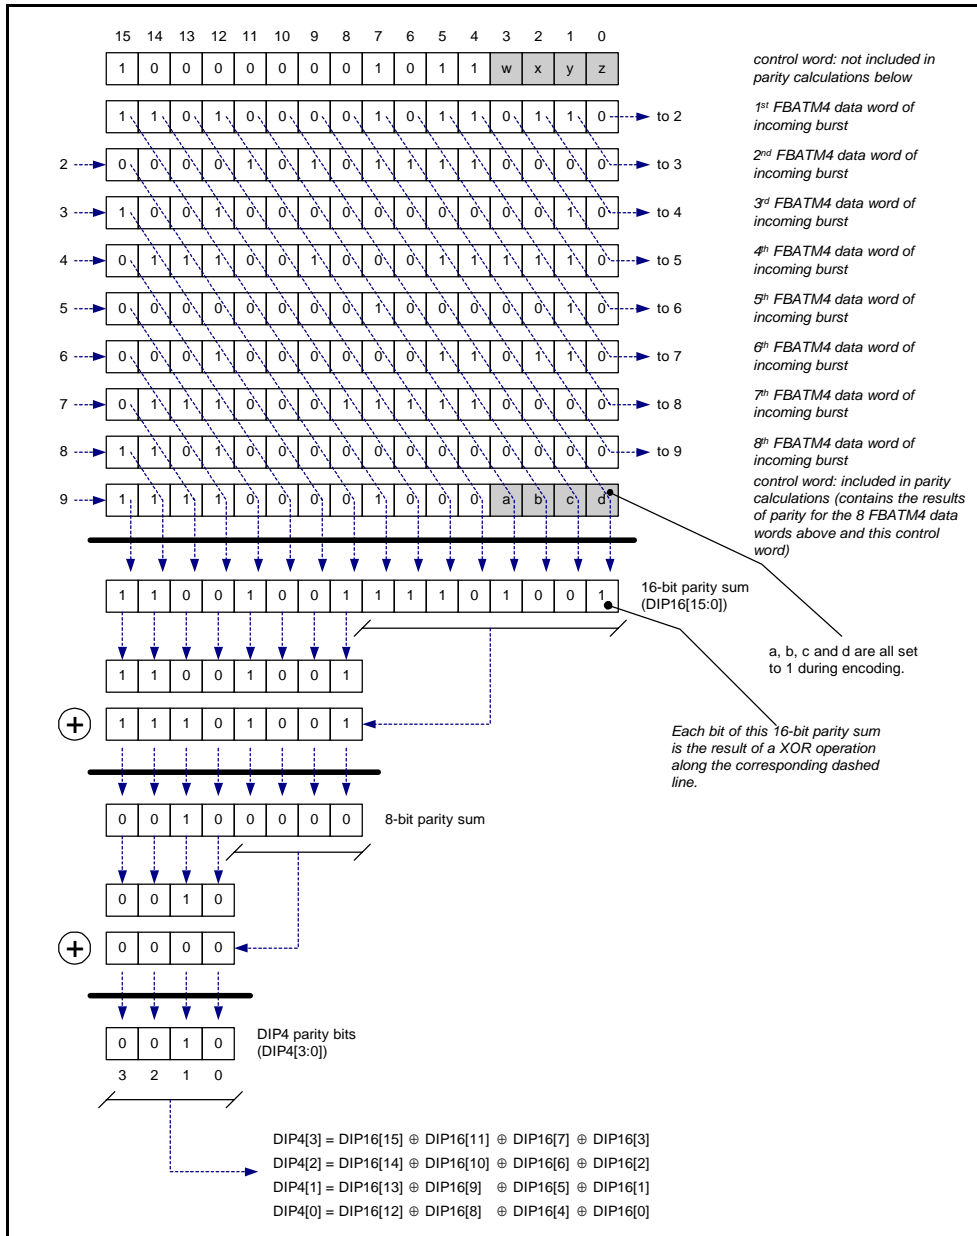 15 14 13 12 11 10 9 8 7 6 5 4 3 2 1 0
1 0 0 0 0 0 0 0 1 0 1 1 w x y z
control word: not included in
parity calculations below
1 1 0 1 0 0 0 0 1 0 1 1 0 1 1 0 to 2
1st FBATM4 data word of
incoming burst
2 0 0 0 0 1 0 1 0 1 1 1 1 0 0 0 0 to 3
2nd FBATM4 data word of
incoming burst
3 1 0 0 1 0 0 0 0 0 0 0 0 0 0 1 0 to 4
3rd FBATM4 data word of
incoming burst
4 0 1 1 1 0 0 1 0 0 0 1 1 1 1 1 0 to 5
4th FBATM4 data word of
incoming burst
5 0 0 0 0 0 0 0 0 1 0 0 0 0 0 1 0 to 6
5th FBATM4 data word of
incoming burst
6 0 0 0 1 0 0 0 0 0 0 1 1 0 1 1 0 to 7
6th FBATM4 data word of
incoming burst
7 0 1 1 1 0 0 0 1 1 1 1 1 0 0 0 0 to 8
7th FBATM4 data word of
incoming burst
8 1 1 0 0 0 0 0 0 0 0 0 0 0 0 0 0 to 9
8th FBATM4 data word of
incoming burst
9 1 1 1 1 0 0 0 0 0 0 0 0 a b c d
control word: included in parity
calculations (contains the results
of parity for the 8 FBATM4 data
words above and this control
word)
1 1 0 0 1 0 0 1 1 1 1 0 1 0 0 1
16-bit parity sum
(DIP16[15:0])
a, b, c and d are all set
to 1 during encoding.
1 1 0 0 1 0 0 1
+ 1 1 1 0 1 0 0 1
Each bit of this 16-bit parity sum
is the result of a XOR operation
along the corresponding dashed
line.
0 0 1 0 0 0 0 0 8-bit parity sum
0 0 1 0
+ 0 0 0 0
0 0 1 0
DIP4 parity bits
(DIP4[3:0])
3 2 1 0
DIP4[3] = DIP16[15] ⊕ DIP16[11] ⊕ DIP16[7] ⊕ DIP16[3]
DIP4[2] = DIP16[14] ⊕ DIP16[10] ⊕ DIP16[6] ⊕ DIP16[2]
DIP4[1] = DIP16[13] ⊕ DIP16[9] ⊕ DIP16[5] ⊕ DIP16[1]
DIP4[0] = DIP16[12] ⊕ DIP16[8] ⊕ DIP16[4] ⊕ DIP16[0]